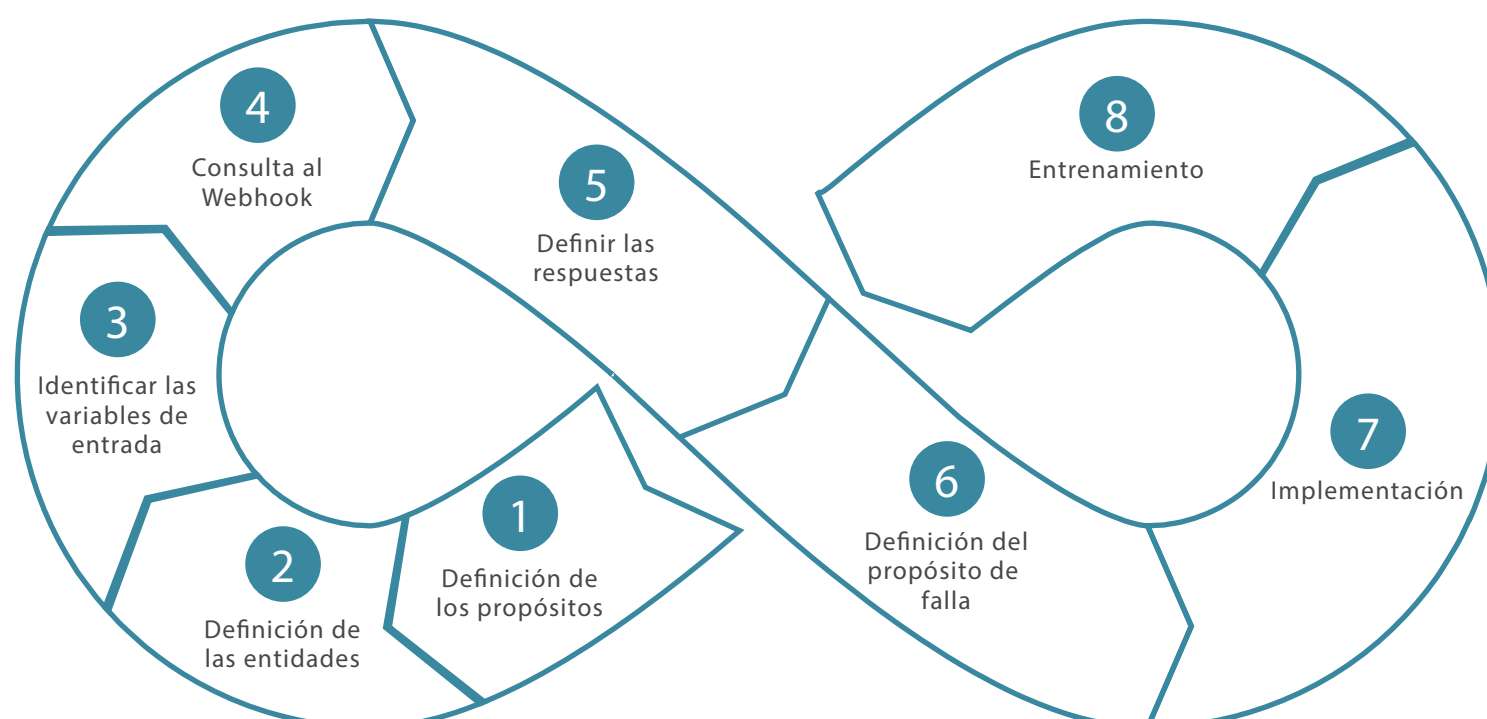 1
Definición de
los propósitos
2
Definición de
las entidades
3
Identificar las
variables de
entrada
4
Consulta al
Webhook
5
Definir las
respuestas
6
Definición del
propósito de
falla
7
Implementación
8
Entrenamiento